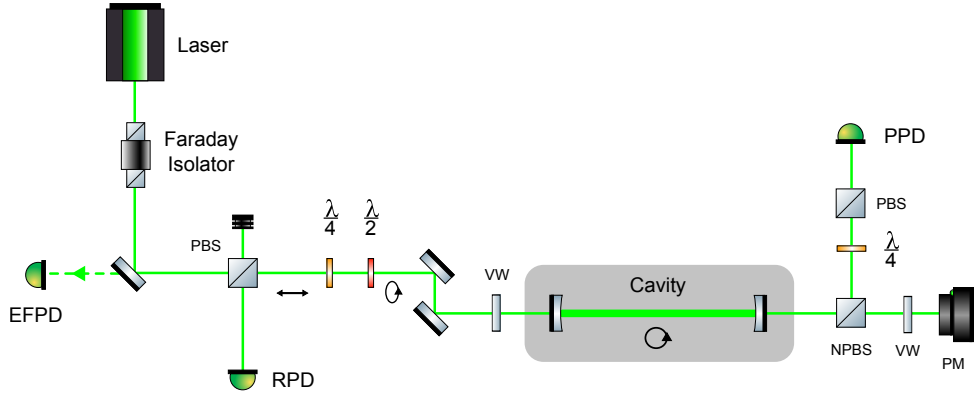 Laser
Faraday
Isolator
PPD
PBS
λ/4
λ/2
PBS
λ/4
VW
Cavity
EFPD
RPD
NPBS
VW
PM